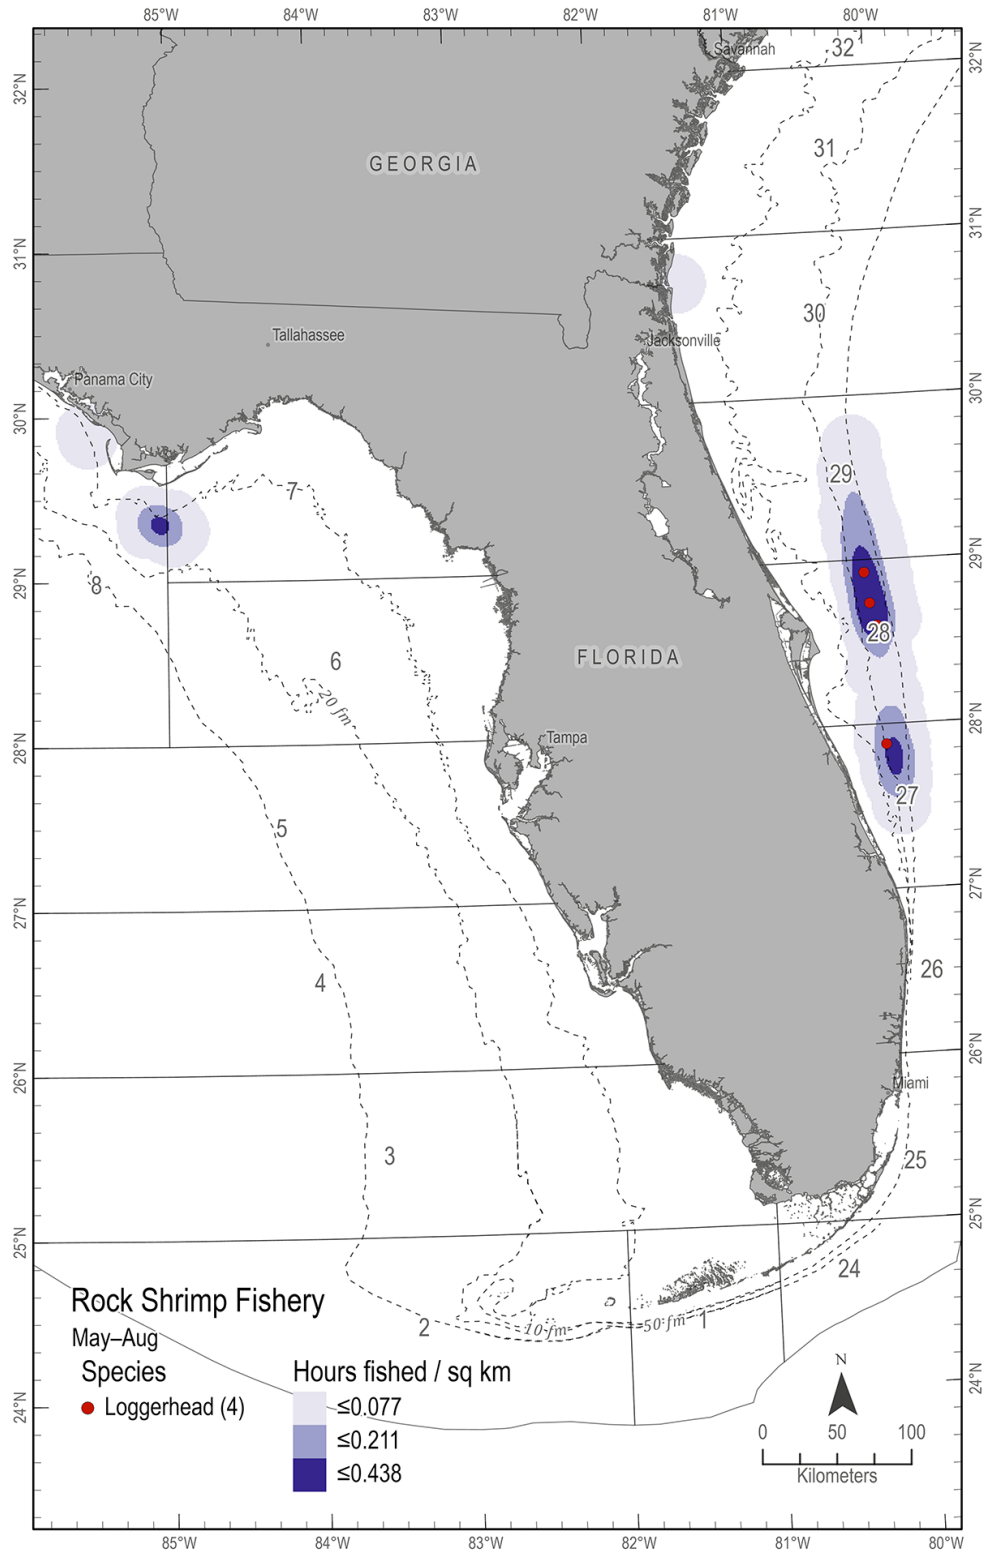 85°W 84°W 83°W 82°W 81°W 80°W
32°N 32°N
Savannah
32
31
GEORGIA
31°N 31°N
30
Tallahassee
Jacksonville
Panama City
30°N 30°N
29
7
29°N 29°N
8
28
6
FLORIDA
20 fm
28°N 28°N
Tampa
27
5
27°N 27°N
26
4
26°N 26°N
Miami
3
25
25°N 25°N
24
Rock Shrimp Fishery
2
10 fm
50 fm
1
May–Aug
Species
Hours fished / sq km
N
24°N 24°N
Loggerhead (4)
≤0.077
0 50 100
≤0.211
Kilometers
≤0.438
85°W 84°W 83°W 82°W 81°W 80°W